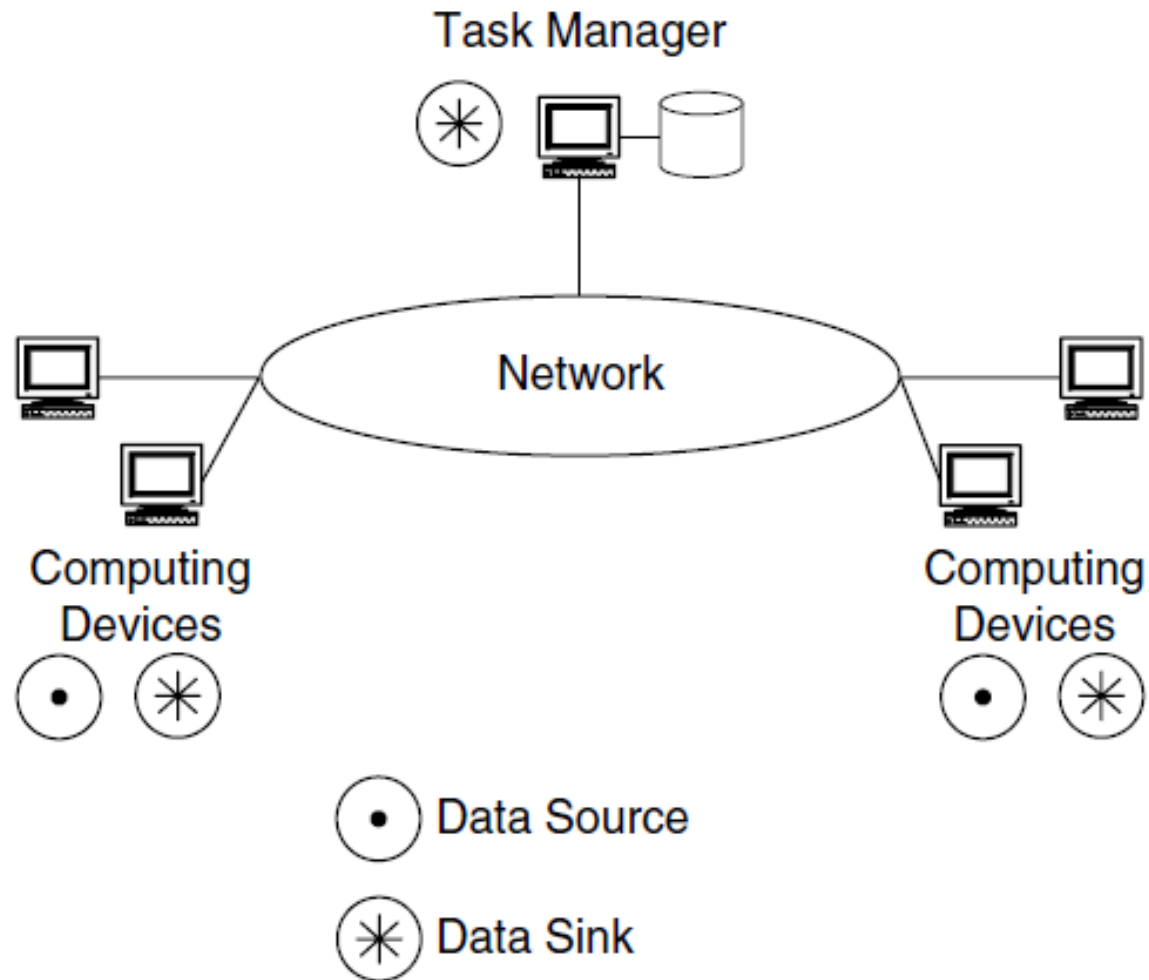 Task Manager
Network
Computing
Devices
Computing
Devices
Data Source
Data Sink